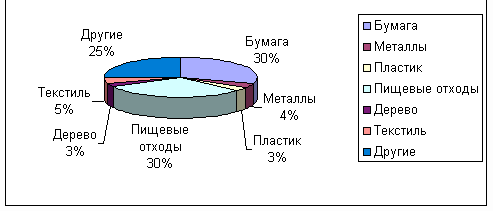 Другие
25%
Бумага
30%
Текстиль
5%
Металлы
4%
Дерево
3%
Пищевые
отходы
30%
Пластик
3%
Бумага
Металлы
Пластик
Пищевые отходы
Дерево
Текстиль
Другие